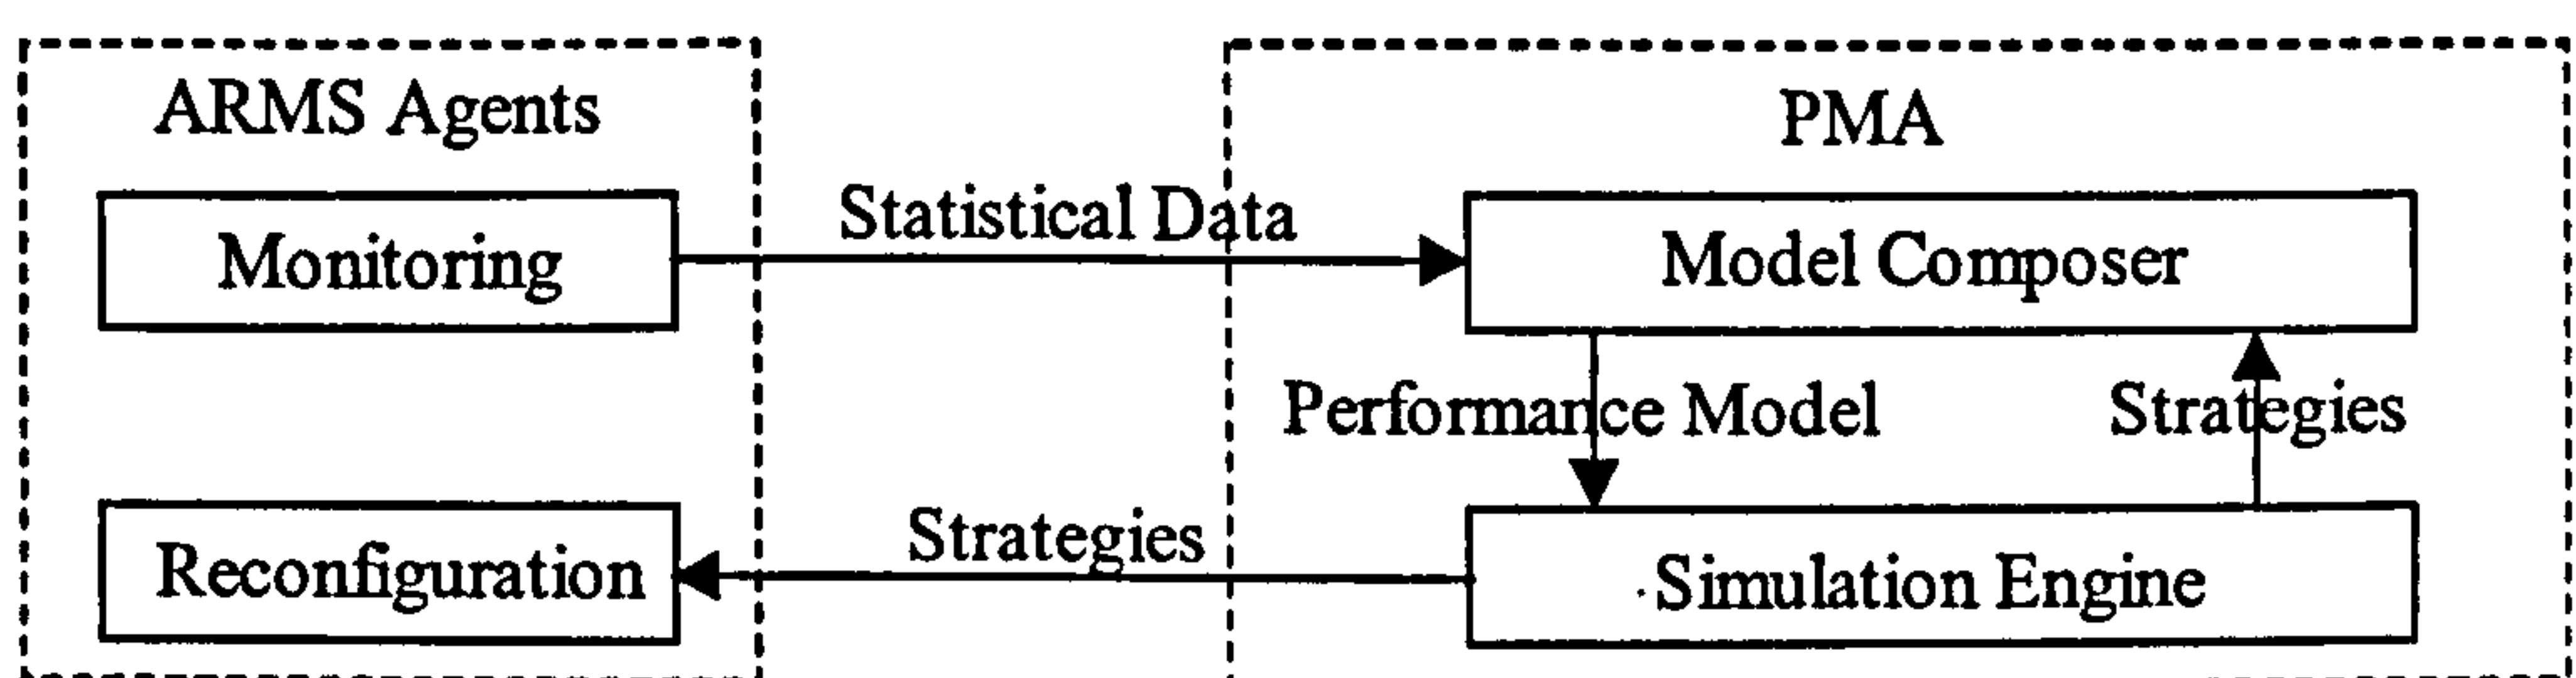 ARMS Agents
PMA
Monitoring
Statistical Data
Model Composer
Performance Model
Strategies
Reconfiguration
Strategies
Simulation Engine